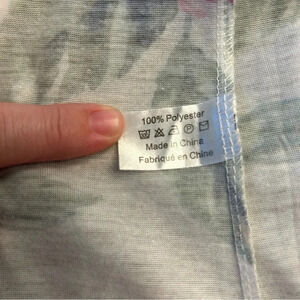 100% Polyester
Made in China
Fabriqué en Chine